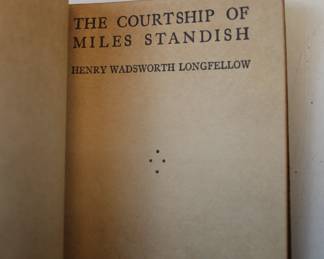 THE COURTSHIP OF
MILES STANDISH
HENRY WADSWORTH LONGFELLOW